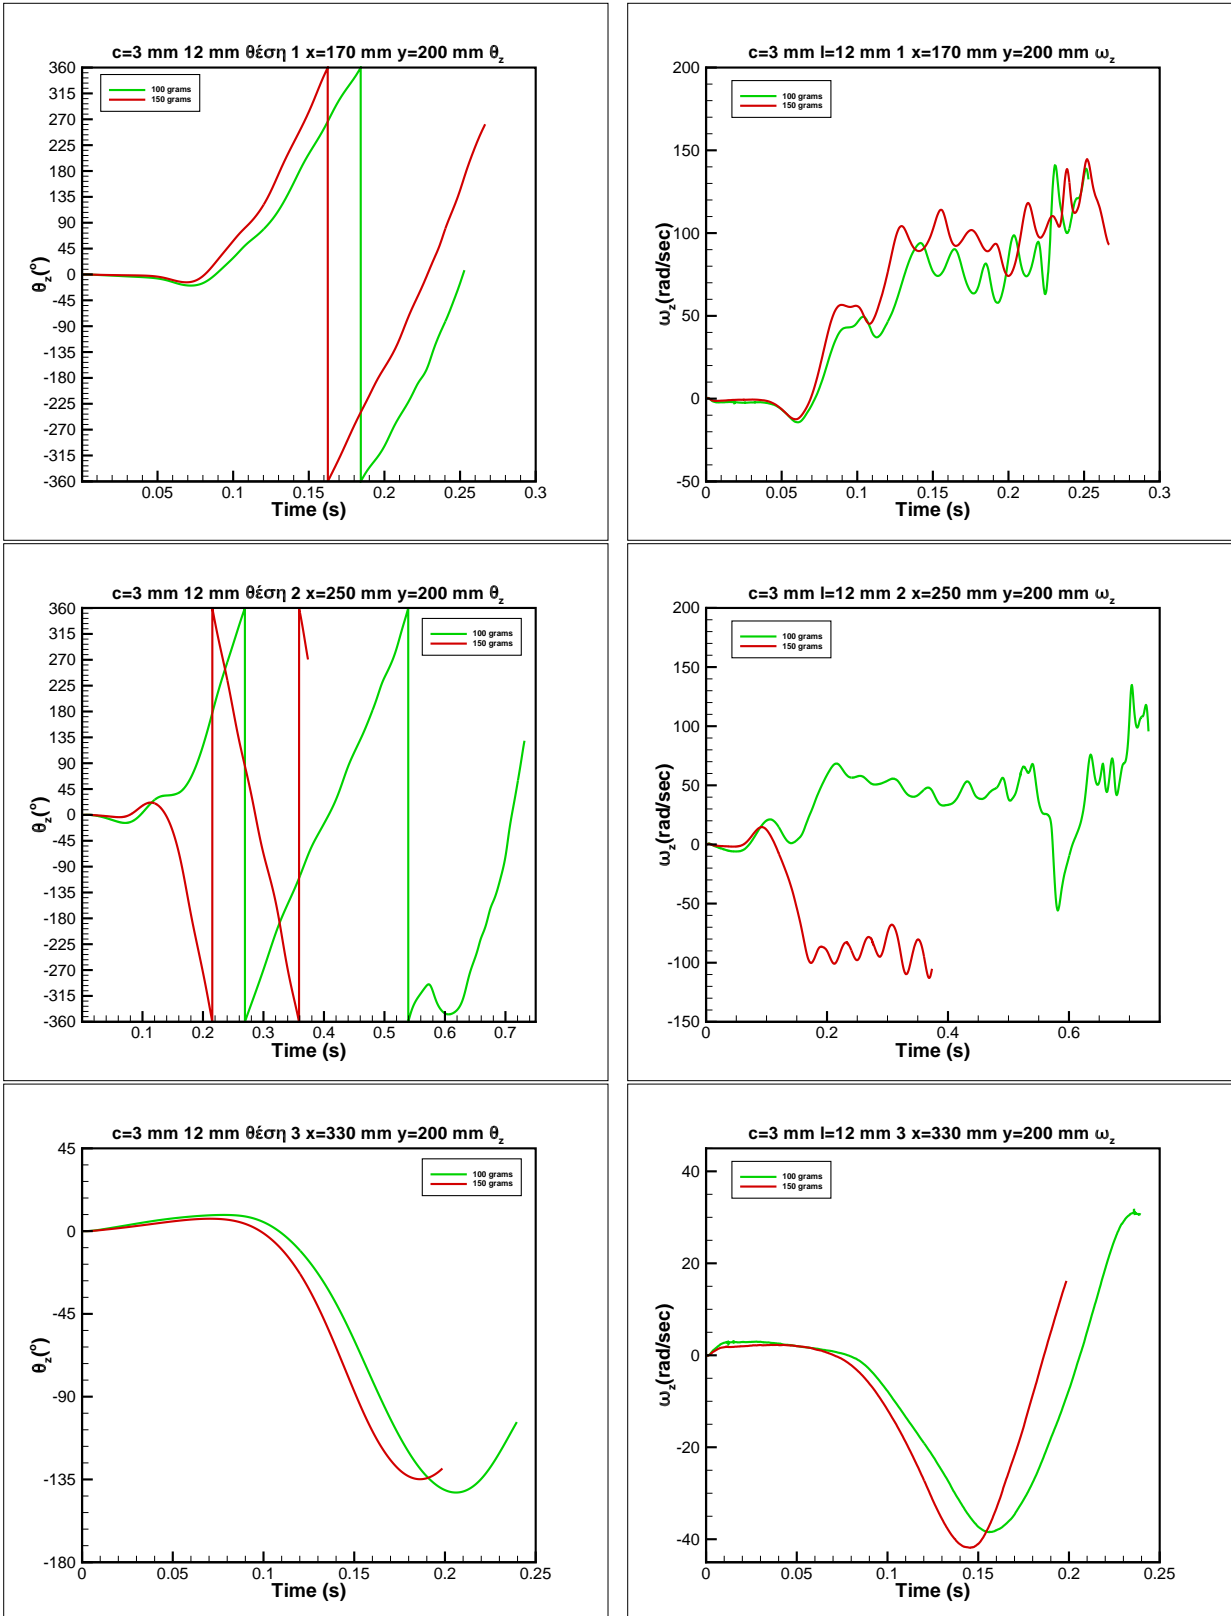 c=3 mm 12 mm θέση 1 x=170 mm y=200 mm θz
360
315
270
225
180
135
90
45
0
-45
-90
-135
-180
-225
-270
-315
-360
θz(o)
100 grams
150 grams
0.05 0.1 0.15 0.2 0.25 0.3
Time (s)
c=3 mm l=12 mm 1 x=170 mm y=200 mm ωz
200
150
100
50
0
-50
ωz(rad/sec)
100 grams
150 grams
0 0.05 0.1 0.15 0.2 0.25 0.3
Time (s)
c=3 mm 12 mm θέση 2 x=250 mm y=200 mm θz
360
315
270
225
180
135
90
45
0
-45
-90
-135
-180
-225
-270
-315
-360
θz(o)
100 grams
150 grams
0.1 0.2 0.3 0.4 0.5 0.6 0.7
Time (s)
c=3 mm l=12 mm 2 x=250 mm y=200 mm ωz
200
150
100
50
0
-50
-100
-150
ωz(rad/sec)
100 grams
150 grams
0 0.2 0.4 0.6
Time (s)
c=3 mm 12 mm θέση 3 x=330 mm y=200 mm θz
45
0
-45
-90
-135
-180
θz(o)
100 grams
150 grams
0 0.05 0.1 0.15 0.2 0.25
Time (s)
c=3 mm l=12 mm 3 x=330 mm y=200 mm ωz
40
20
0
-20
-40
ωz(rad/sec)
100 grams
150 grams
0 0.05 0.1 0.15 0.2 0.25
Time (s)